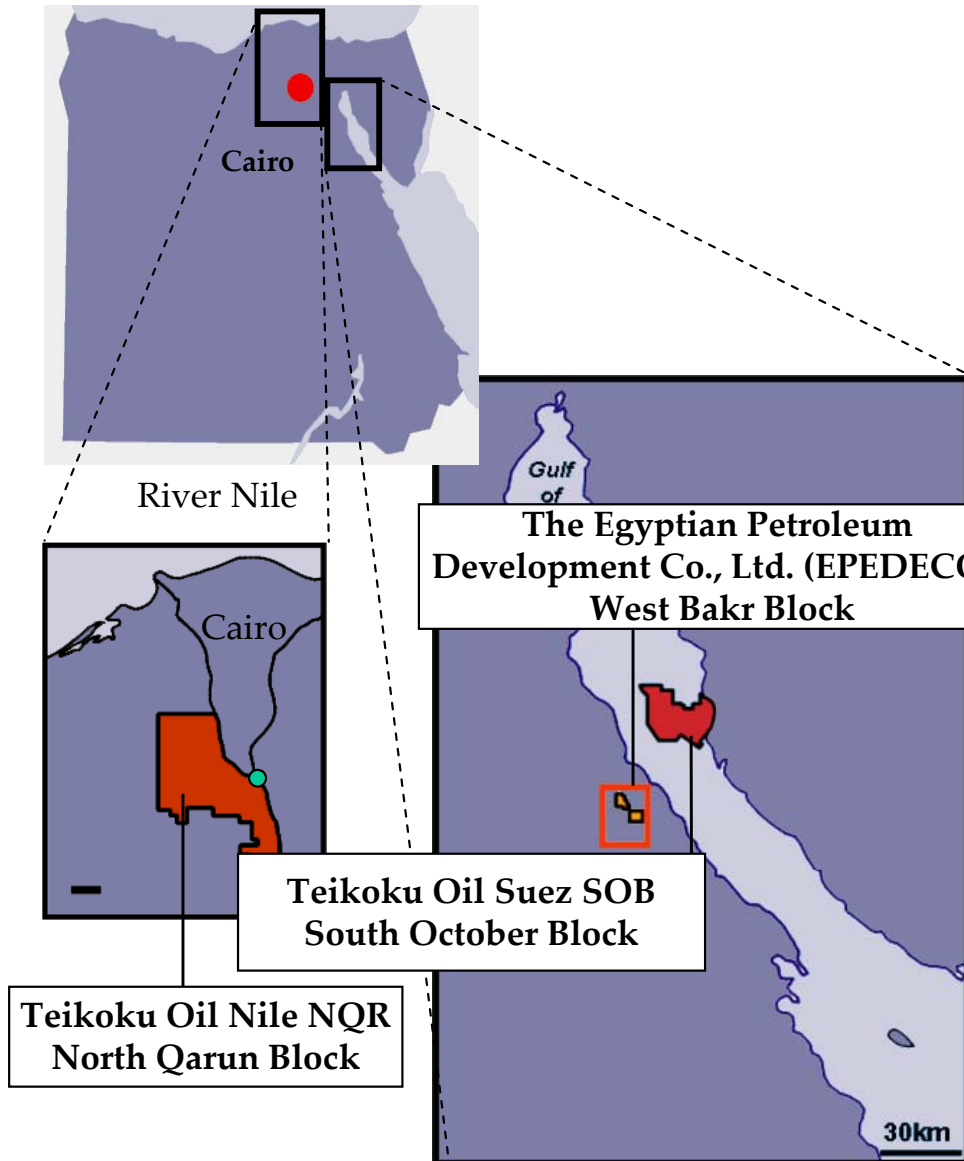 Cairo
River Nile
Gulf
of
The Egyptian Petroleum
Development Co., Ltd. (EPEDECO
West Bakr Block
Cairo
Teikoku Oil Suez SOB
South October Block
Teikoku Oil Nile NQR
North Qarun Block
30km